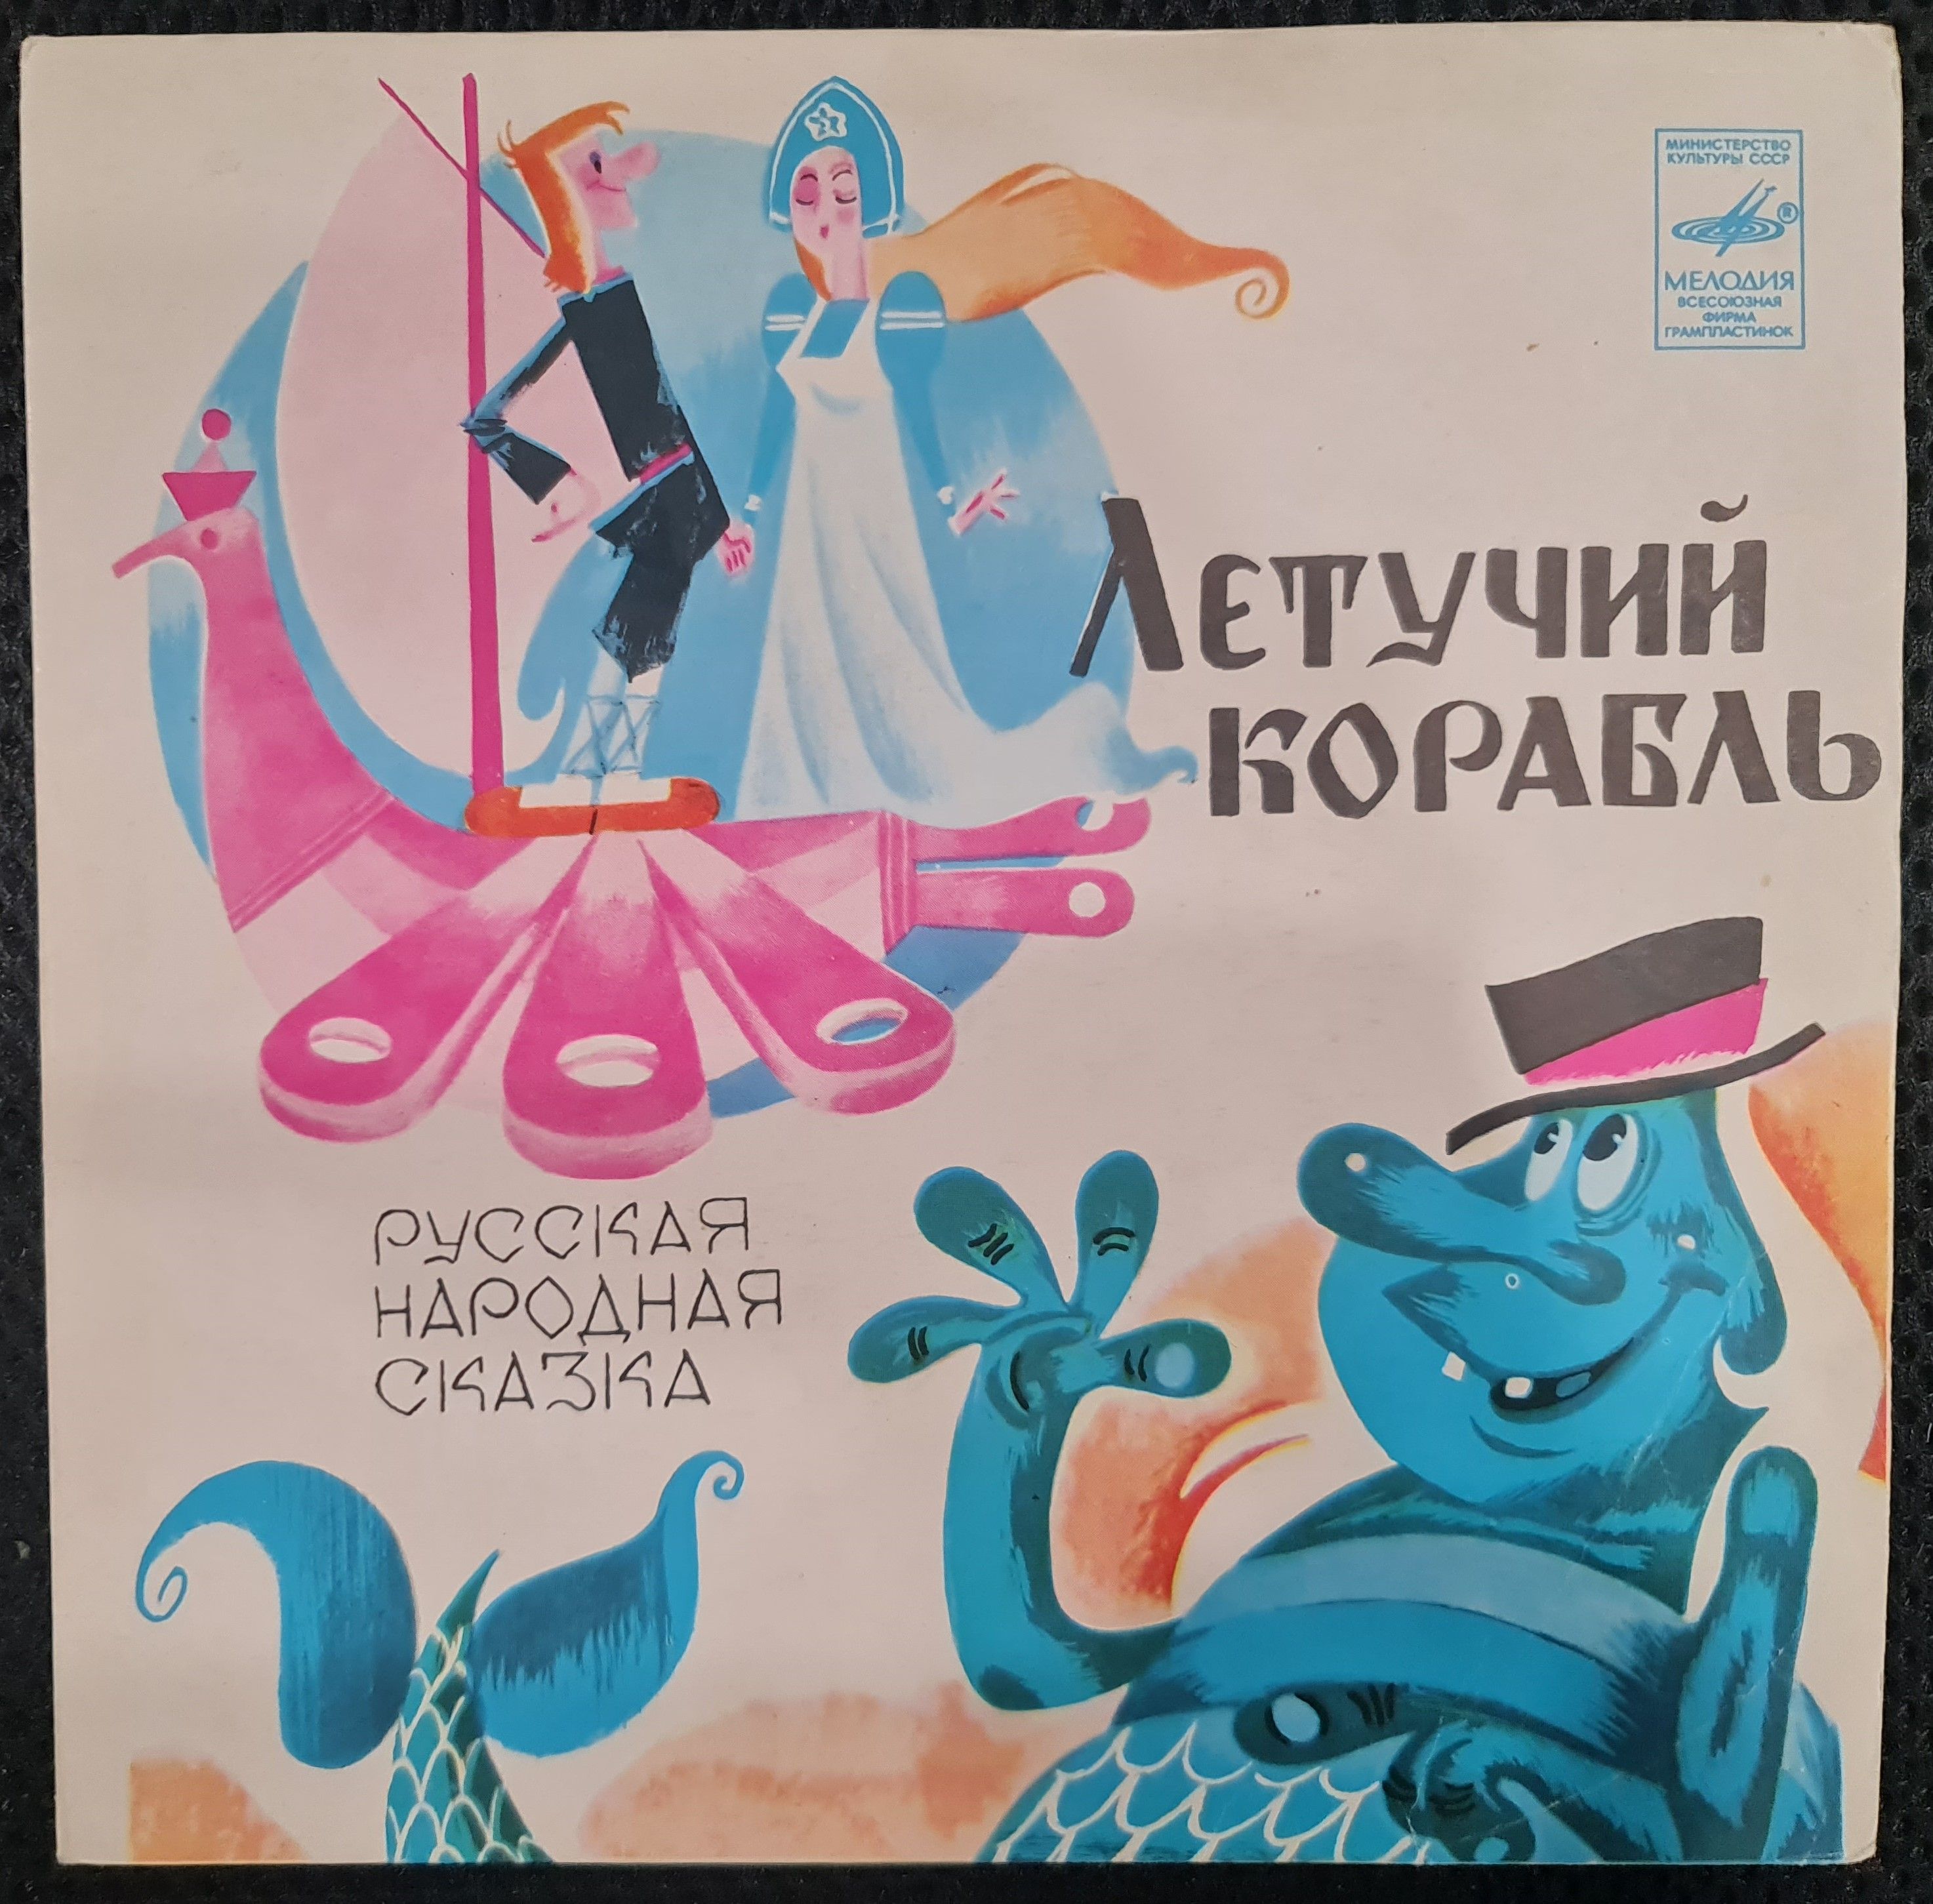 МИНИСТЕРСТВО
КУЛЬТУРЫ СССР
®
МЕЛОДИЯ
ВСЕСОЮЗНАЯ
ФИРМА
ГРАМПЛАСТИНОК
ЛЕТУЧИЙ
КОРАБЛЬ
РУССКАЯ
НАРОДНАЯ
СКАЗКА